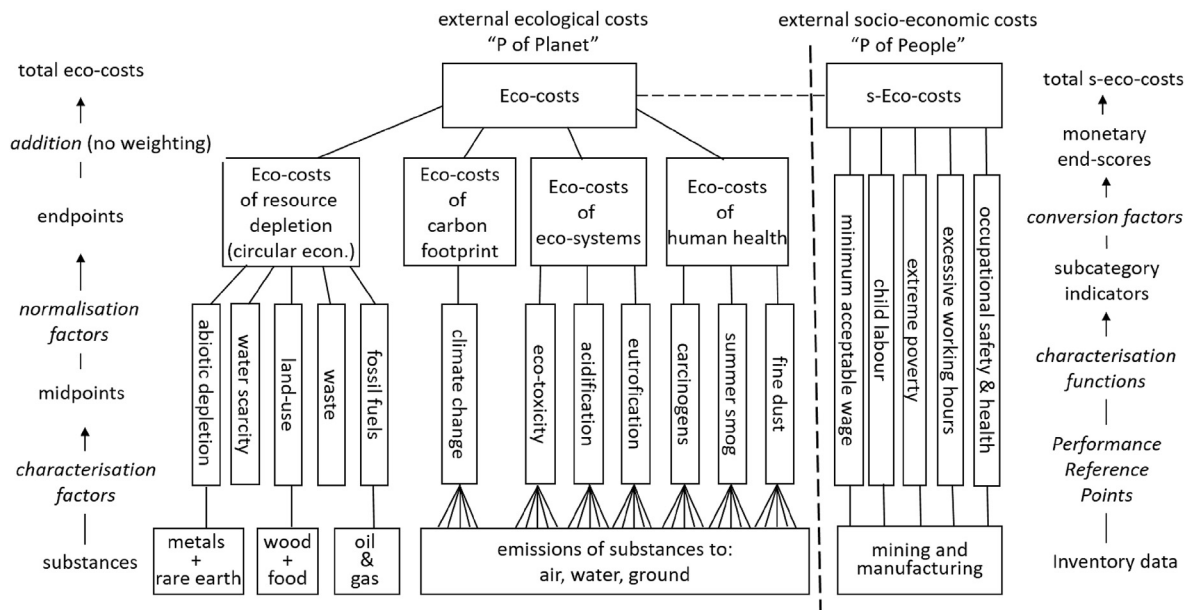 external ecological costs
“P of Planet”
external socio-economic costs
“P of People”
total eco-costs
addition (no weighting)
endpoints
normalisation
factors
midpoints
characterisation
factors
substances
Eco-costs
s-Eco-costs
Eco-costs
of resource
depletion
(circular econ.)
Eco-costs
of
carbon
footprint
Eco-costs
of
eco-systems
Eco-costs
of
human health
abiotic depletion
water scarcity
land-use
waste
fossil fuels
climate change
eco-toxicity
acidification
eutrofication
carcinogens
summer smog
fine dust
minimum acceptable wage
child labour
extreme poverty
excessive working hours
occupational safety & health
metals
+
rare earth
wood
+
food
oil
&
gas
emissions of substances to:
air, water, ground
mining and
manufacturing
total s-eco-costs
monetary
end-scores
conversion factors
subcategory
indicators
characterisation
functions
Performance
Reference
Points
Inventory data